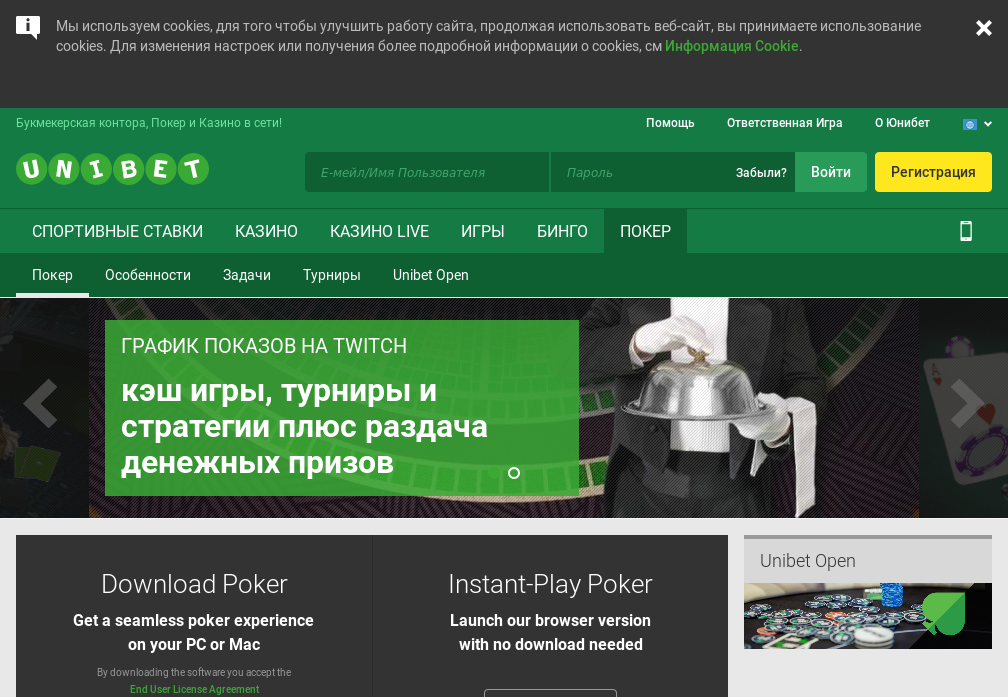 Мы используем cookies, для того чтобы улучшить работу сайта, продолжая использовать веб-сайт, вы принимаете использование
cookies. Для изменения настроек или получения более подробной информации о cookies, см Информация Cookie.
Букмекерская контора, Покер и Казино в сети!
Помощь
Ответственная Игра
О Юнибет
UNIBET
Е-мейл/Имя Пользователя
Пароль
Забыли?
Войти
Регистрация
СПОРТИВНЫЕ СТАВКИ
КАЗИНО
КАЗИНО LIVE
ИГРЫ
БИНГО
ПОКЕР
Покер
Особенности
Задачи
Турниры
Unibet Open
ГРАФИК ПОКАЗОВ НА TWITCH
кэш игры, турниры и
стратегии плюс раздача
денежных призов
Download Poker
Get a seamless poker experience
on your PC or Mac
By downloading the software you accept the
End User License Agreement
Instant-Play Poker
Launch our browser version
with no download needed
Unibet Open